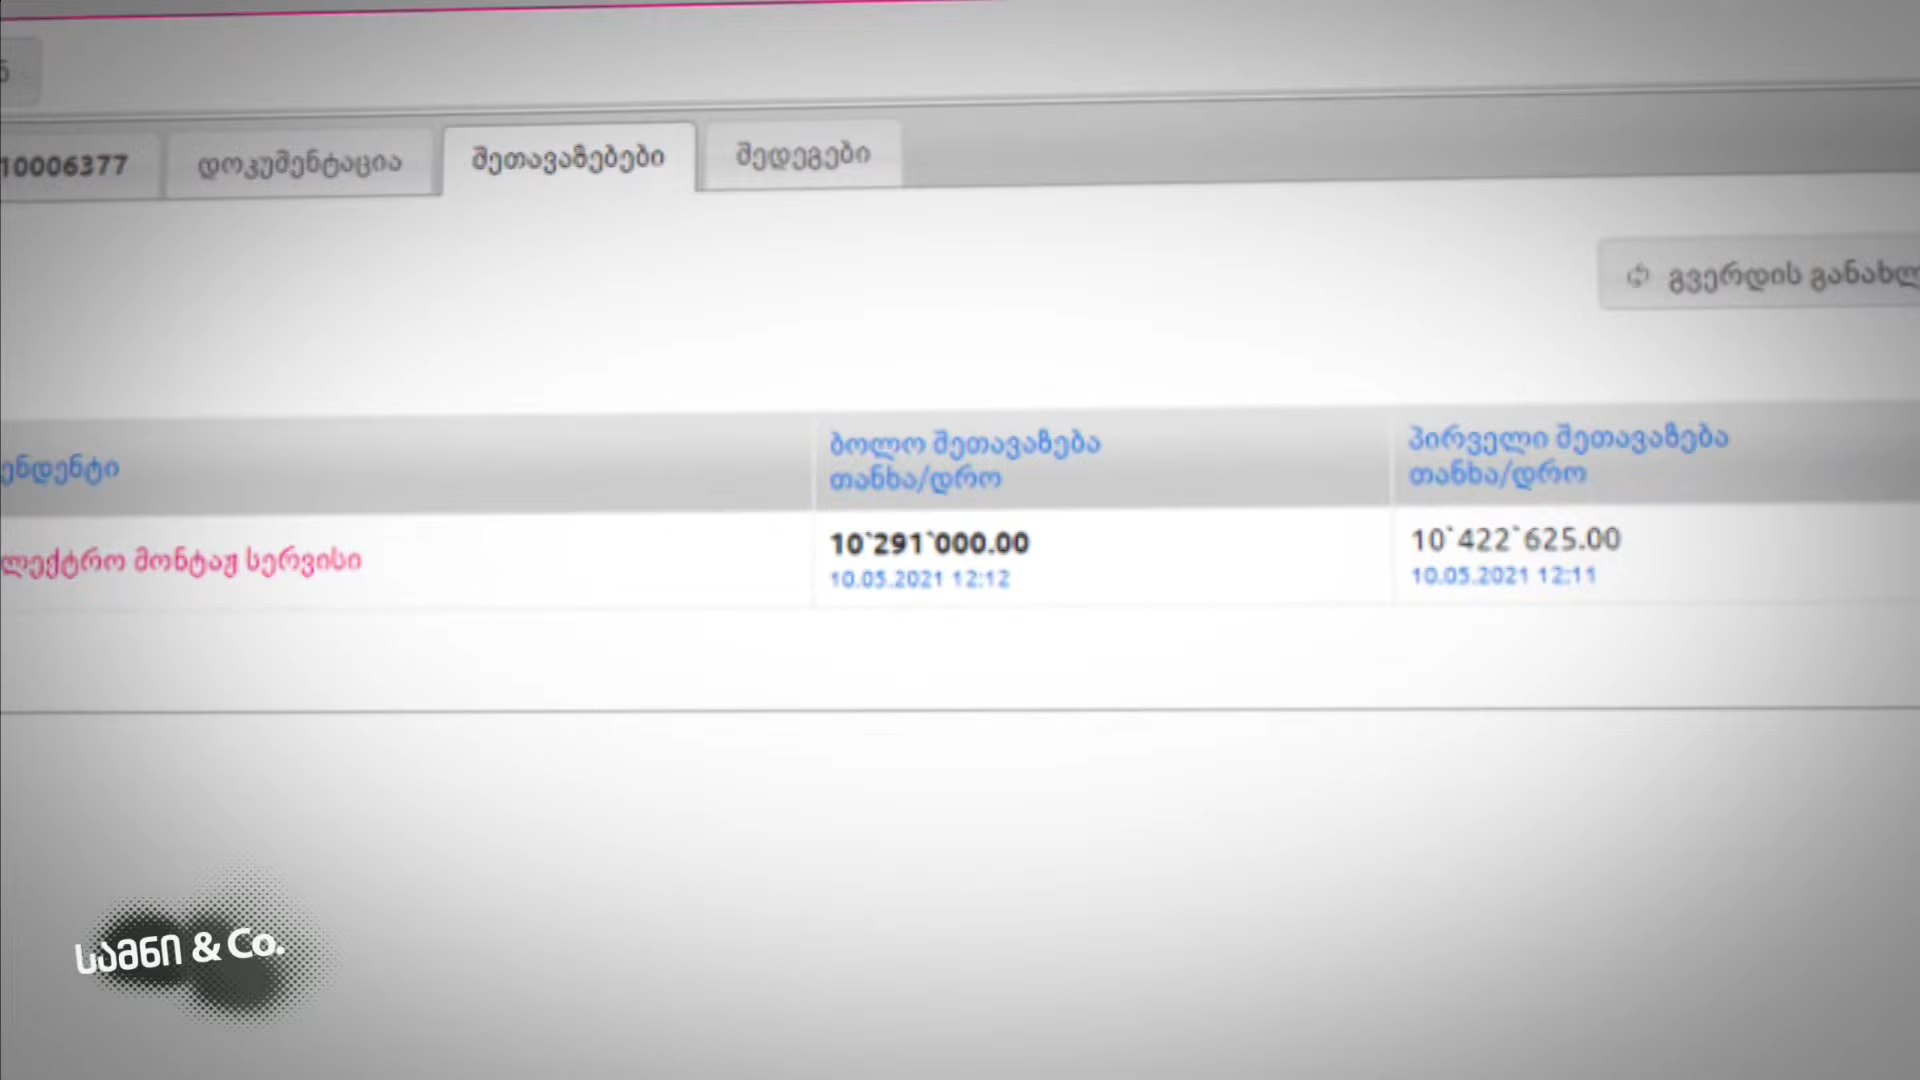 10006377
დოკუმენტაცია
შეთავაზებები
შედეგები
გვერდის განახლ
ენდენტი
ბოლო შეთავაზება
თანხა/დრო
პირველი შეთავაზება
თანხა/დრო
ლექტრო მონტაჟ სერვისი
10`291`000.00
10.05.2021 12:12
10`422`625.00
10.05.2021 12:11
სამნი & Co.